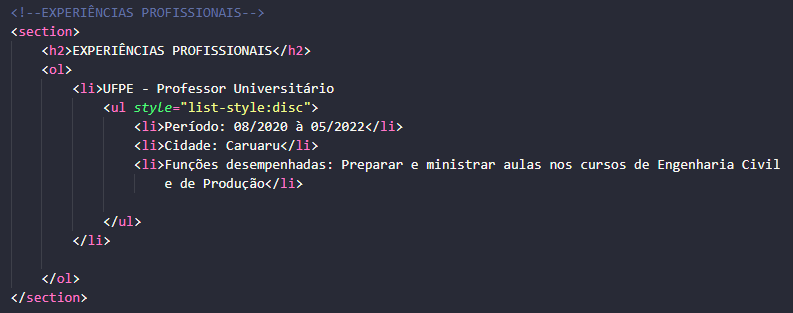 <!--EXPERIÊNCIAS PROFISSIONAIS-->
<section>
<h2>EXPERIÊNCIAS PROFISSIONAIS</h2>
<ol>
<li>UFPE - Professor Universitário
<ul style="list-style:disc">
<li>Período: 08/2020 à 05/2022</li>
<li>Cidade: Caruaru</li>
<li>Funções desempenhadas: Preparar e ministrar aulas nos cursos de Engenharia Civil
e de Produção</li>
</ul>
</li>
</ol>
</section>